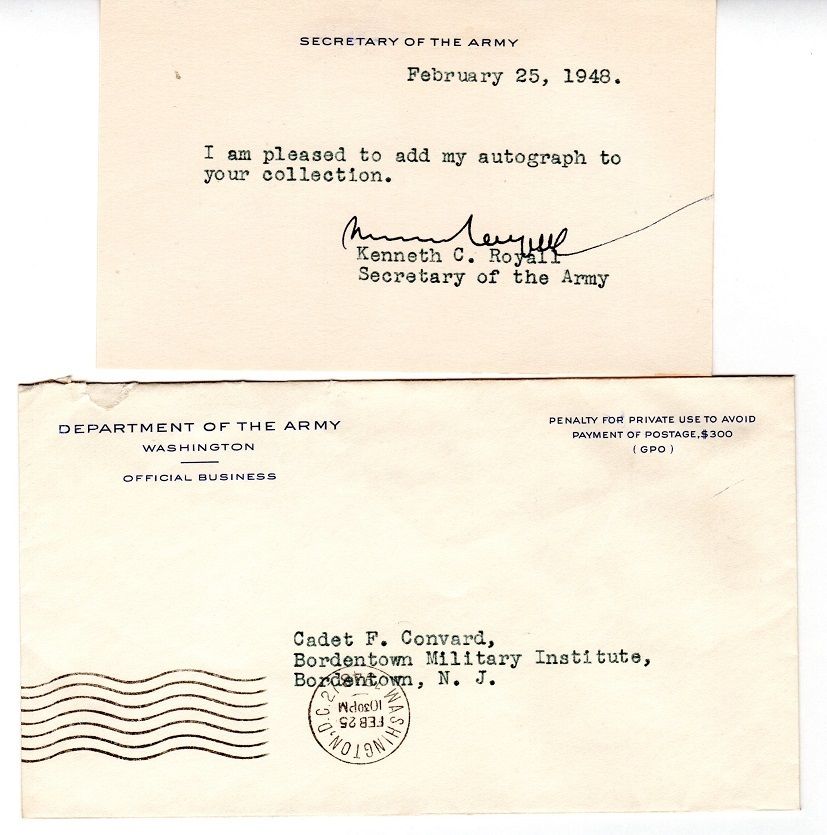 SECRETARY OF THE ARMY
February 25, 1948.
I am pleased to add my autograph to
your collection.
Kenneth C. Royall
Secretary of the Army
DEPARTMENT OF THE ARMY
WASHINGTON
OFFICIAL BUSINESS
PENALTY FOR PRIVATE USE TO AVOID
PAYMENT OF POSTAGE, $300
(GPO)
Cadet F. Convard,
Bordentown Military Institute,
Bordentown, N. J.
WASHINGTON, D.C.
FEB 25
1030PM